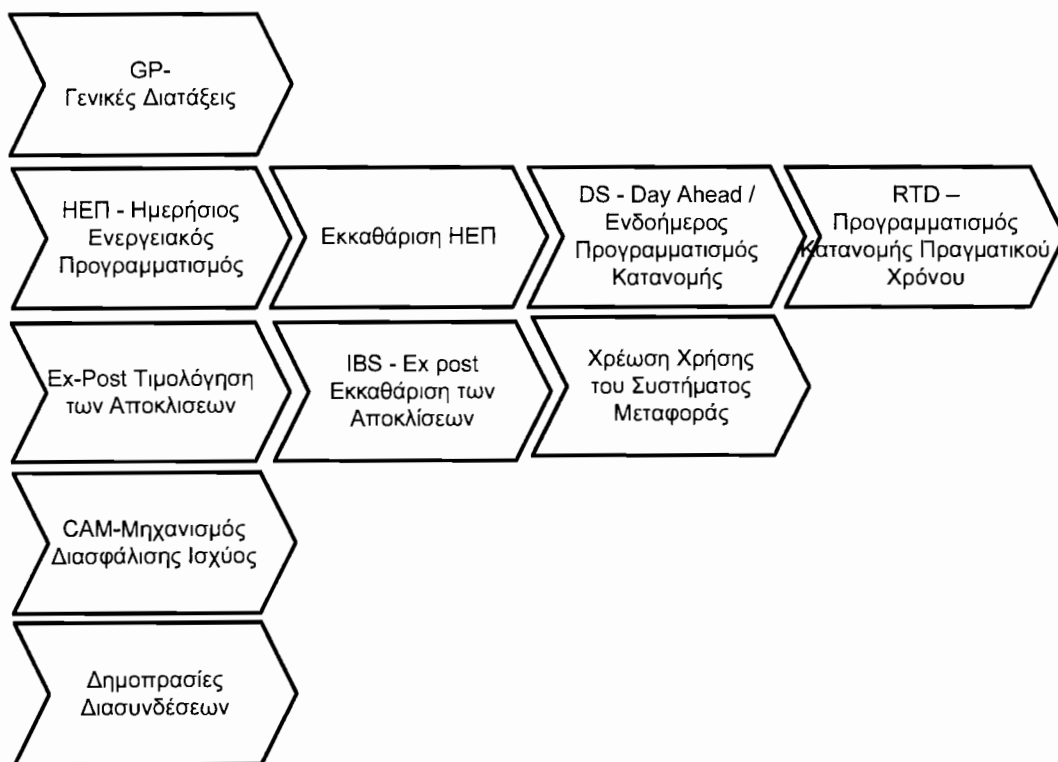 GP-
Γενικές Διατάξεις
ΗΕΠ - Ημερήσιος
Ενεργειακός
Προγραμματισμός
Εκκαθάριση ΗΕΠ
DS - Day Ahead /
Ενδοήμερος
Προγραμματισμός
Κατανομής
RTD –
Προγραμματισμός
Κατανομής Πραγματικού
Χρόνου
Ex-Post Τιμολόγηση
των Αποκλισεων
IBS - Ex post
Εκκαθάριση των
Αποκλίσεων
Χρέωση Χρήσης
του Συστήματος
Μεταφοράς
CAM-Μηχανισμός
Διασφάλισης Ισχύος
Δημοπρασίες
Διασυνδέσεων